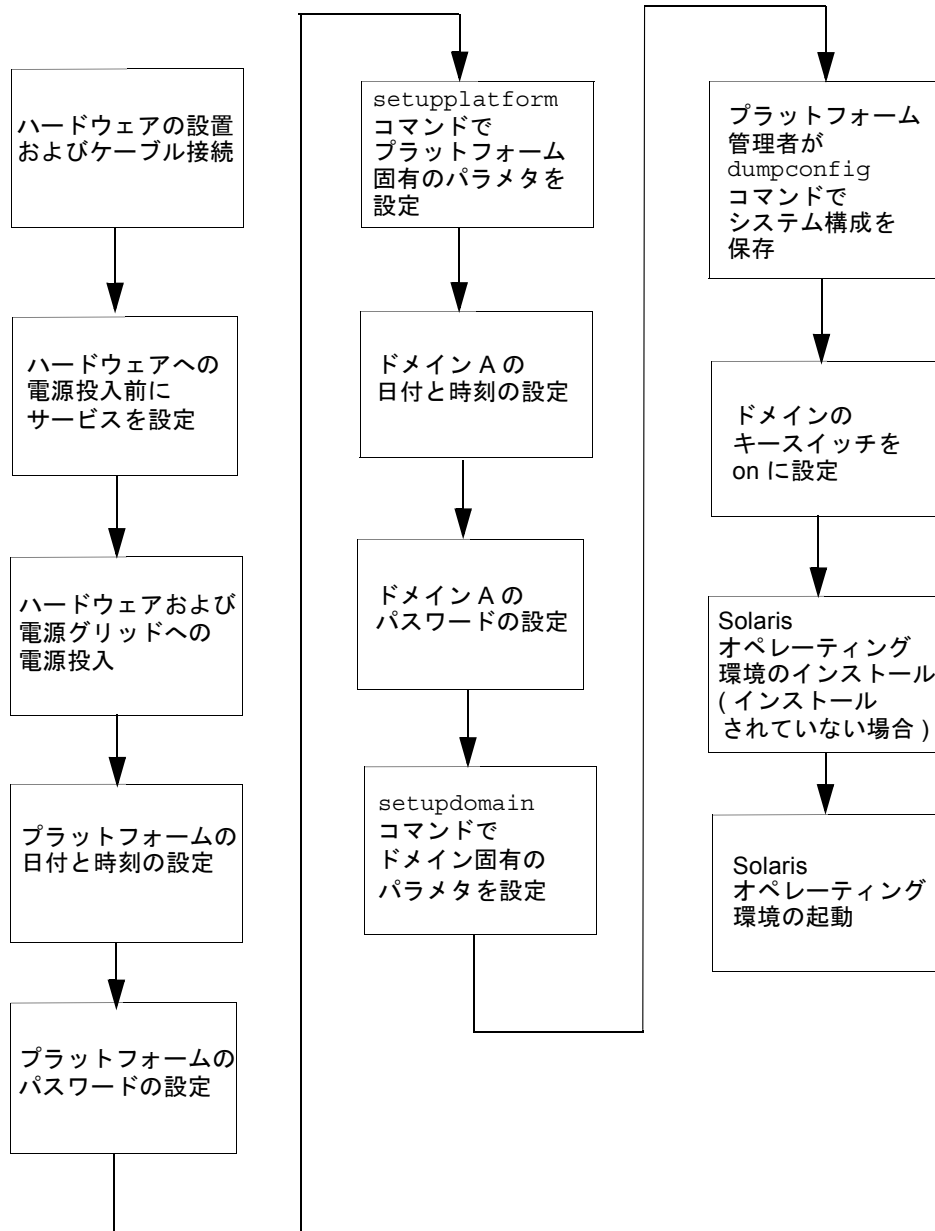 ハードウェアの設置
およびケーブル接続
ハードウェアへの
電源投入前に
サービスを設定
ハードウェアおよび
電源グリッドへの
電源投入
プラットフォームの
日付と時刻の設定
プラットフォームの
パスワードの設定
setupplatform
コマンドで
プラットフォーム
固有のパラメタを
設定
ドメイン A の
日付と時刻の設定
ドメイン A の
パスワードの設定
setupdomain
コマンドで
ドメイン固有の
パラメタを設定
プラットフォーム
管理者が
dumpconfig
コマンドで
システム構成を
保存
ドメインの
キースイッチを
on に設定
Solaris
オペレーティング
環境のインストール
( インストール
されていない場合 )
Solaris
オペレーティング
環境の起動